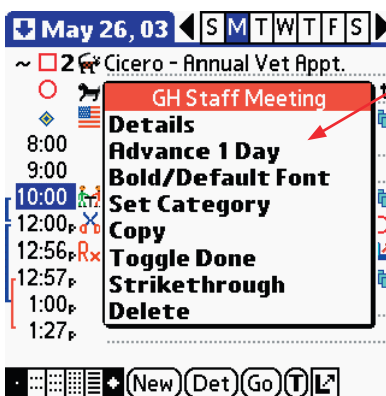 May 26, 03 S M T W T F S
~ 2 Cicero - Annual Vet Appt.
GH Staff Meeting
Details
8:00
Advance 1 Day
9:00
Bold/Default Font
10:00
Set Category
12:00P
Copy
12:56P Rx
Toggle Done
12:57P
Strikethrough
1:00P
Delete
1:27P
New Det Go T